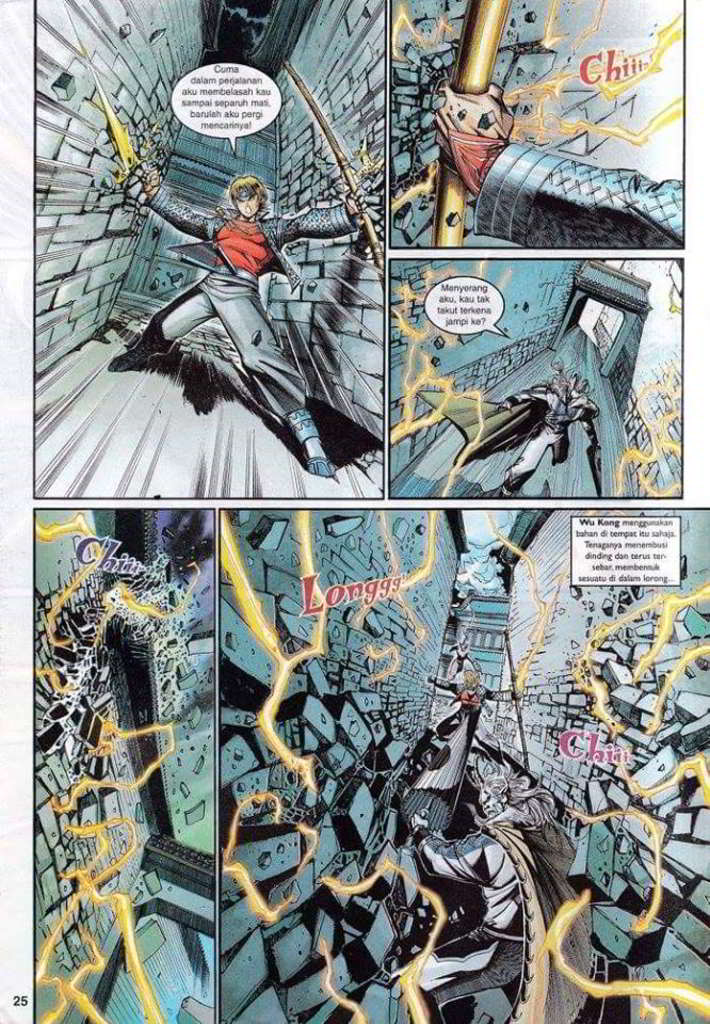 Cuma
dalam perjalanan
aku membelasah kau
sampai separuh mati,
barulah aku pergi
mencarinya!
Chiii
Menyerang
aku, kau tak
takut terkena
jampi ke?
Chiii
Longgg
Wu Kong menggunakan
bahan di tempat itu sahaja.
Tenaganya menembusi
dinding dan terus ter-
sebar, membentuk
sesuatu di dalam lorong...
Chiii
25